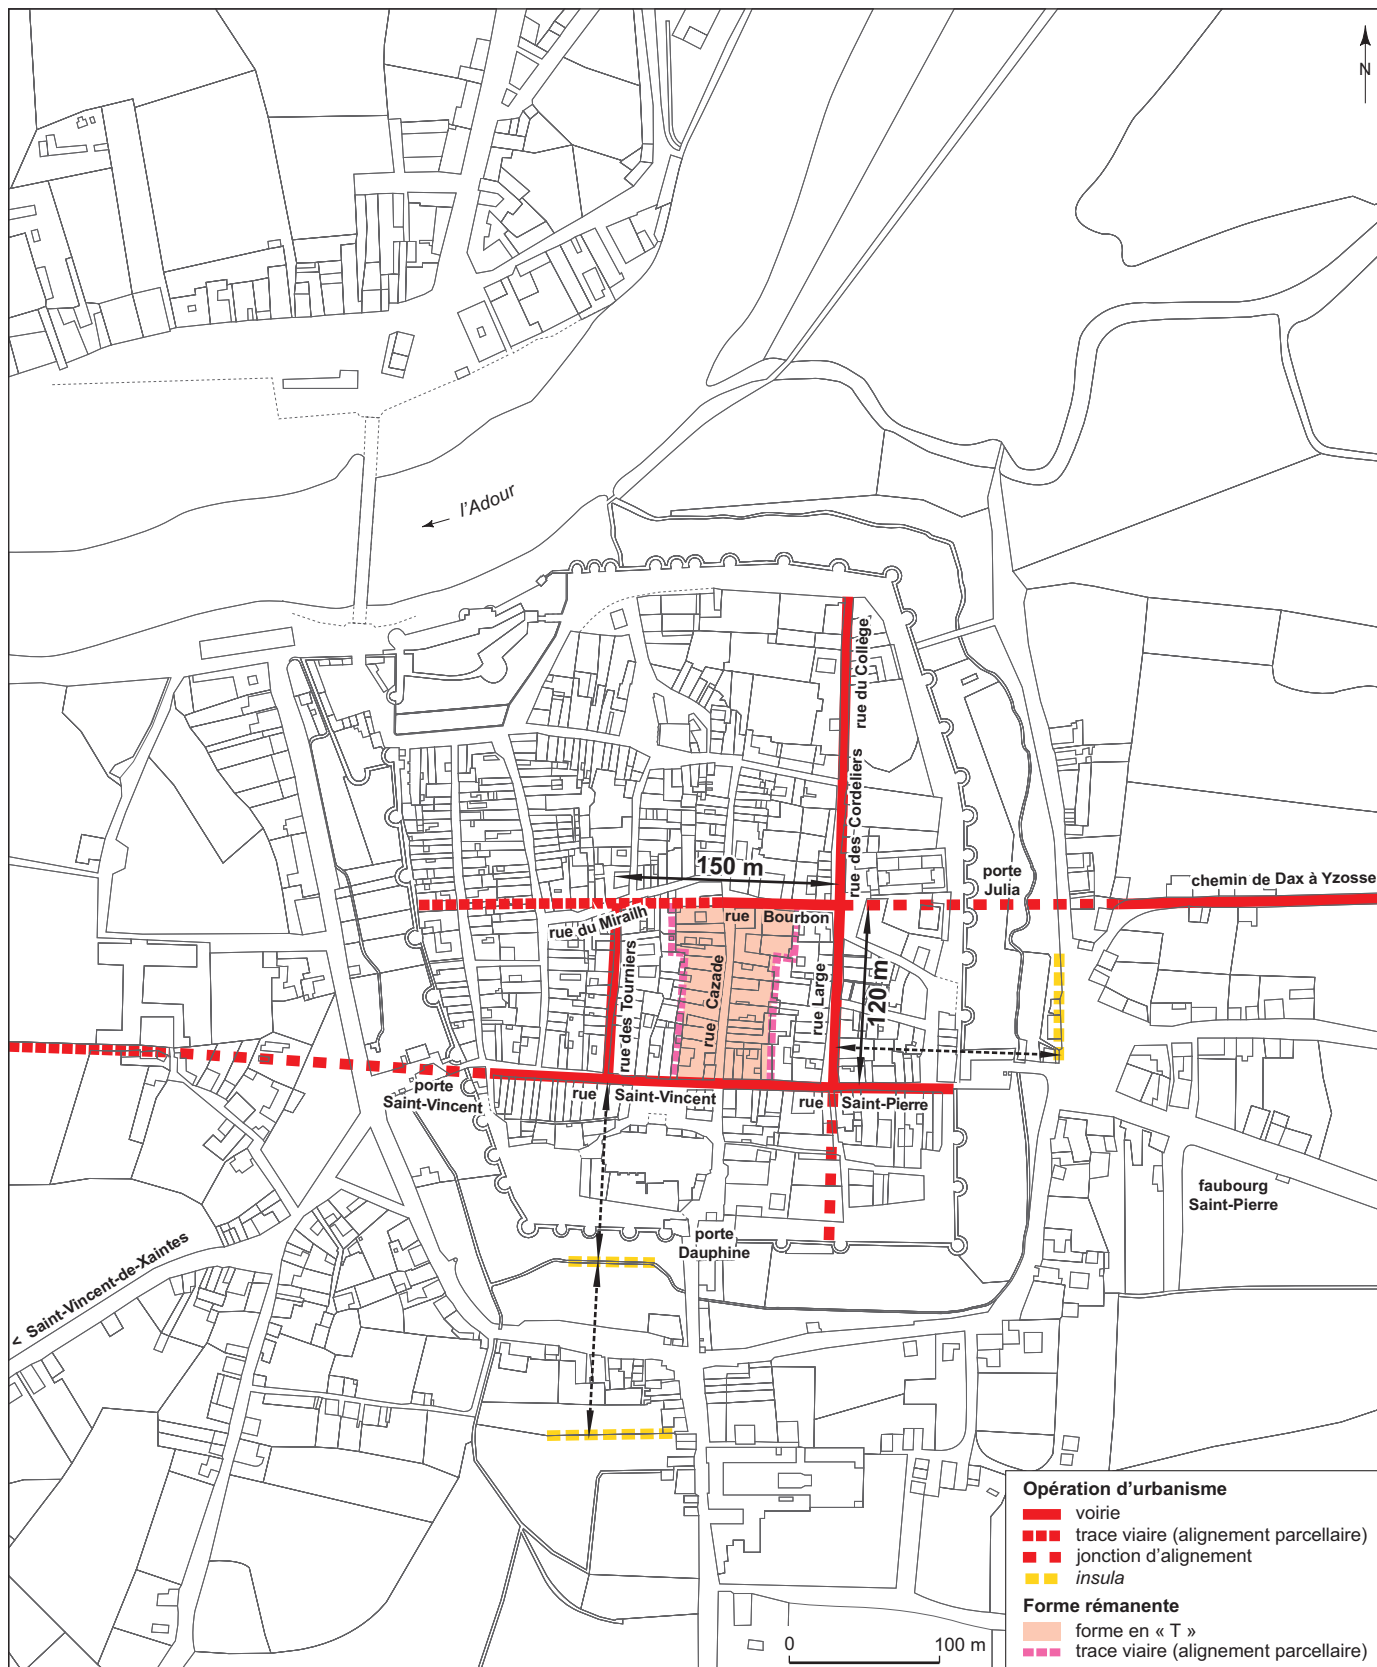 N
l'Adour
rue du Collège
rue des Cordeliers
150 m
porte
Julia
chemin de Dax à Yzosse
rue du Mirailh
rue Bourbon
rue des Tourniers
rue Cazade
rue Large
120 m
porte
Saint-Vincent
rue Saint-Vincent
rue Saint-Pierre
faubourg
Saint-Pierre
porte
Dauphine
< Saint-Vincent-de-Xaintes
Opération d'urbanisme
voirie
trace viaire (alignement parcellaire)
jonction d'alignement
insula
Forme rémanente
forme en « T »
trace viaire (alignement parcellaire)
0 100 m